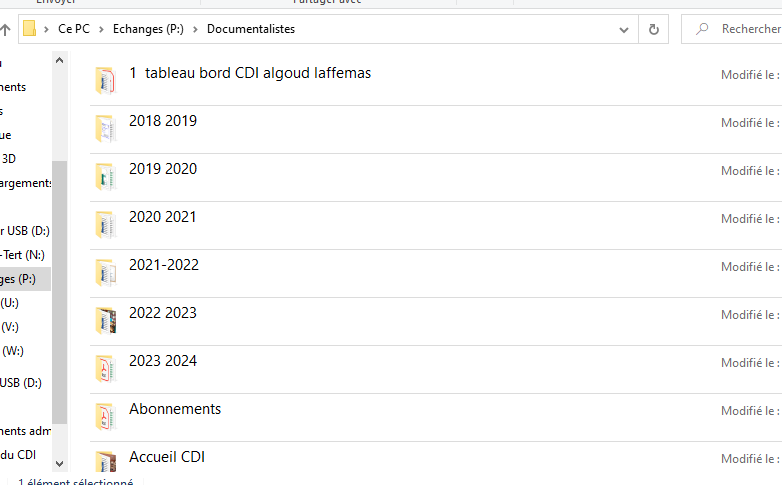 Envoyer
Partager avec
Ce PC > Echanges (P:) > Documentalistes
Rechercher
1  tableau bord CDI algoud laffemas
Modifié le :
2018 2019
Modifié le :
2019 2020
Modifié le :
2020 2021
Modifié le :
2021-2022
Modifié le :
2022 2023
Modifié le :
2023 2024
Modifié le :
Abonnements
Modifié le :
Accueil CDI
Modifié le :
ments
s
ue
3D
argements
r USB (D:)
-Tert (N:)
ges (P:)
(U:)
(V:)
(W:)
USB (D:)
nents adm
du CDI
1 élément sélectionné